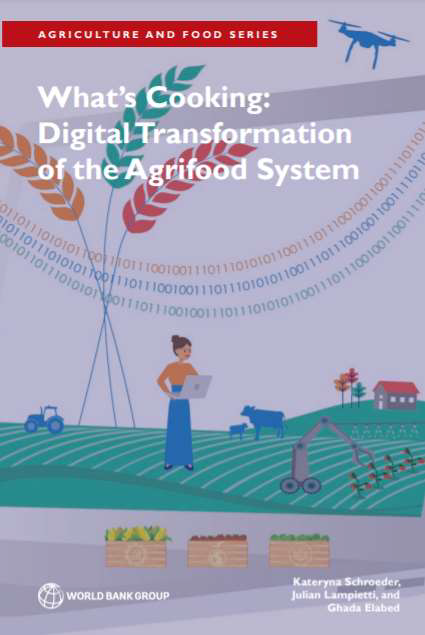 AGRICULTURE AND FOOD SERIES
What's Cooking:
Digital Transformation
of the Agrifood System
Kateryna Schroeder,
Julian Lampietti, and
Ghada Elabed
WORLD BANK GROUP